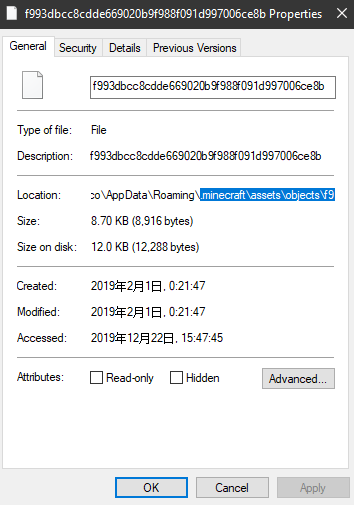 f993dbcc8cdde669020b9f988f091d997006ce8b Properties
General Security Details Previous Versions
f993dbcc8cdde669020b9f988f091d997006ce8b
Type of file: File
Description: f993dbcc8cdde669020b9f988f091d997006ce8b
Location: co\AppData\Roaming\.minecraft\assets\objects\f9
Size: 8.70 KB (8,916 bytes)
Size on disk: 12.0 KB (12,288 bytes)
Created: 2019年2月1日, 0:21:47
Modified: 2019年2月1日, 0:21:47
Accessed: 2019年12月22日, 15:47:45
Attributes: Read-only Hidden Advanced...
OK Cancel Apply